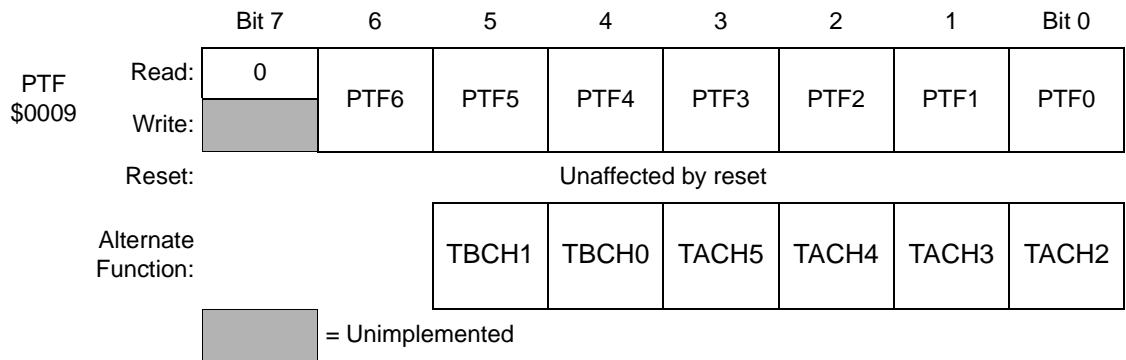 Bit 7 6 5 4 3 2 1 Bit 0
PTF
$0009
Read: 0
PTF6 PTF5 PTF4 PTF3 PTF2 PTF1 PTF0
Write:
Reset: Unaffected by reset
Alternate
Function:
TBCH1 TBCH0 TACH5 TACH4 TACH3 TACH2
= Unimplemented